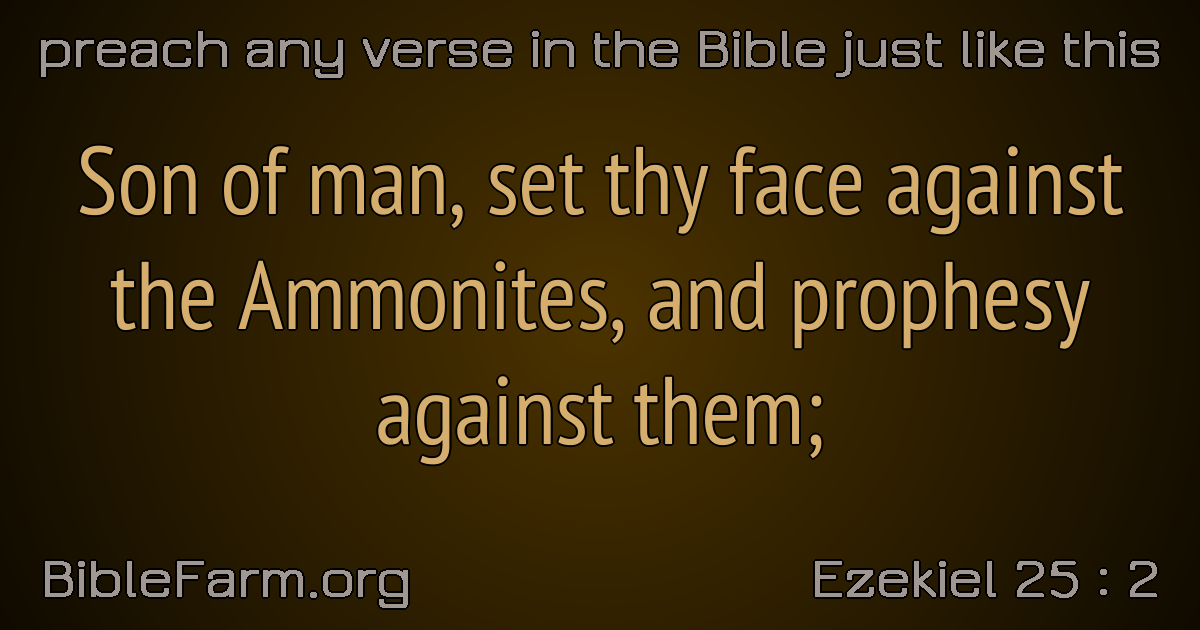 preach any verse in the Bible just like this
Son of man, set thy face against
the Ammonites, and prophesy
against them;
BibleFarm.org
Ezekiel 25 : 2